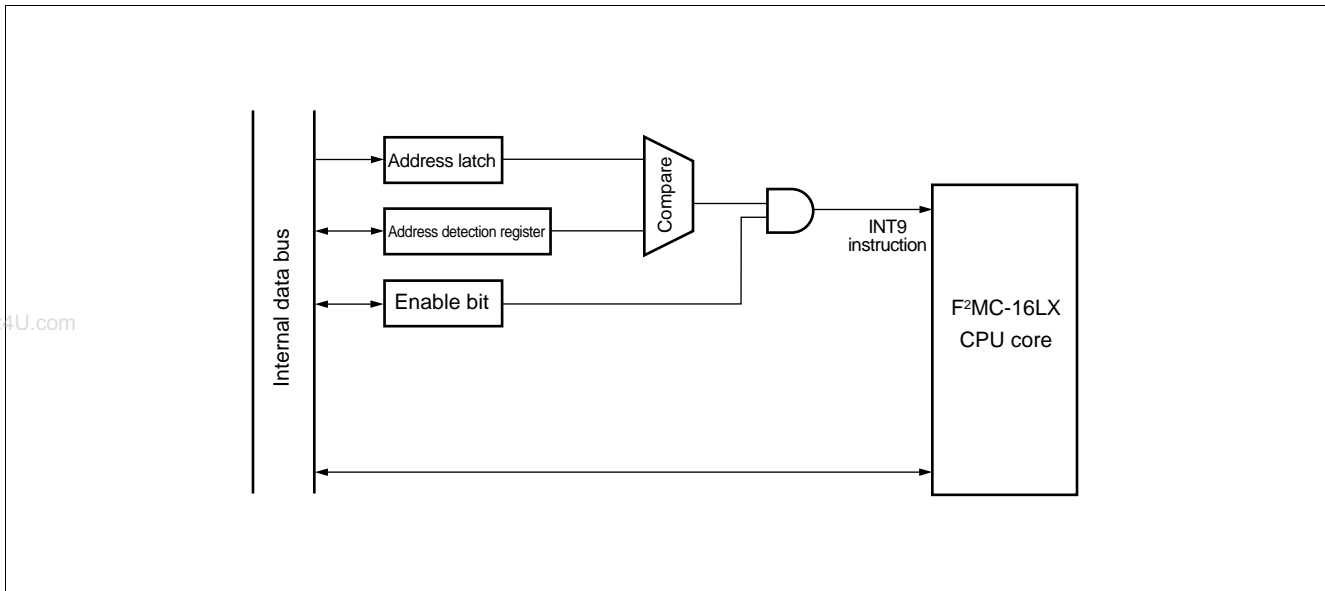 Address latch
Compare
Address detection register
INT9
instruction
Enable bit
Internal data bus
F²MC-16LX
CPU core
4U.com